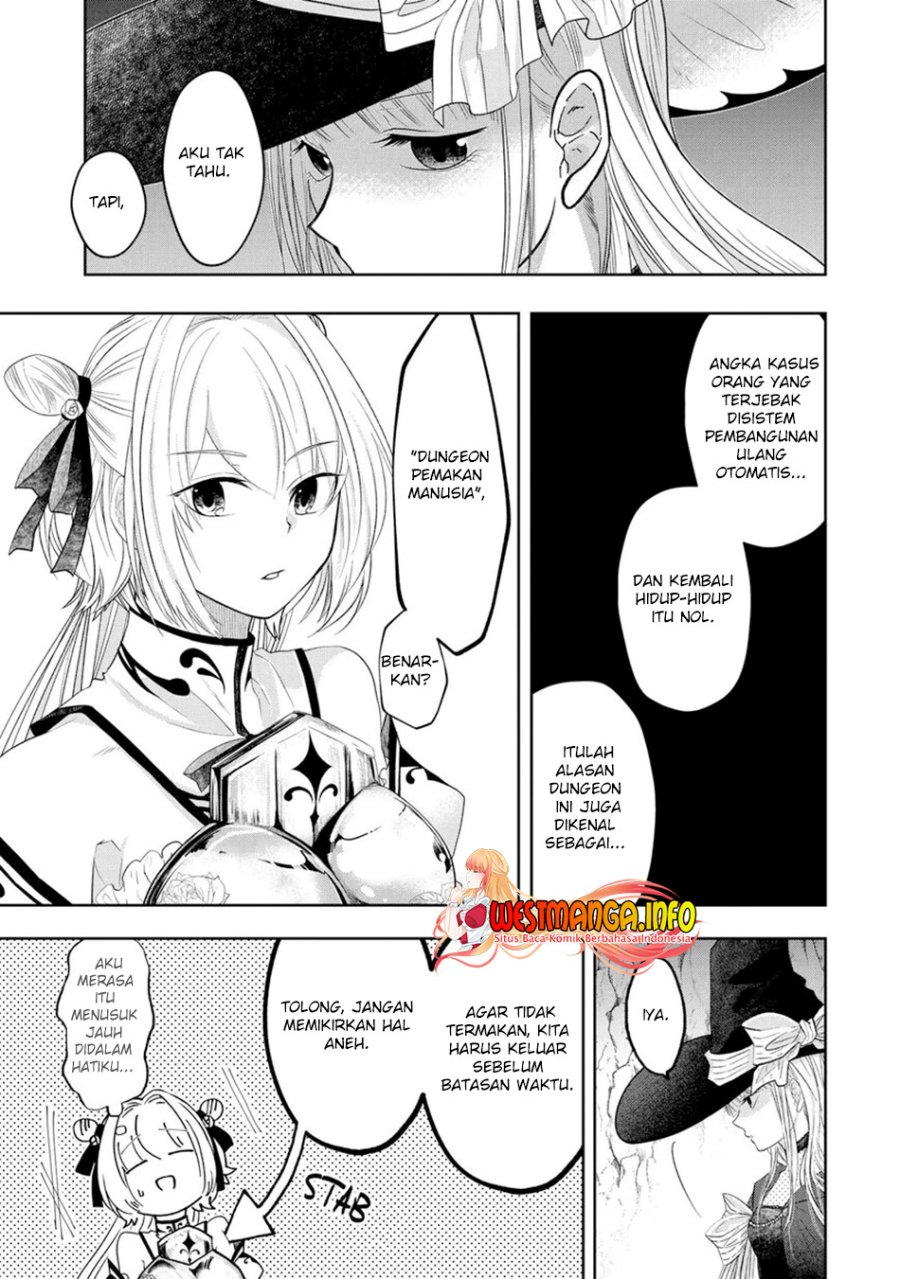 AKU TAK
TAHU.
TAPI,
ANGKA KASUS
ORANG YANG
TERJEBAK
DISISTEM
PEMBANGUNAN
ULANG
OTOMATIS...
DAN KEMBALI
HIDUP-HIDUP
ITU NOL.
ITULAH
ALASAN
DUNGEON
INI JUGA
DIKENAL
SEBAGAI...
"DUNGEON
PEMAKAN
MANUSIA",
BENAR-
KAN?
WESTMANGA.INFO
Situs Baca Komik Berbahasa Indonesia
IYA.
AGAR TIDAK
TERMAKAN, KITA
HARUS KELUAR
SEBELUM
BATASAN WAKTU.
TOLONG, JANGAN
MEMIKIRKAN HAL
ANEH.
STAB
AKU
MERASA
ITU
MENUSUK
JAUH
DIDALAM
HATIKU...